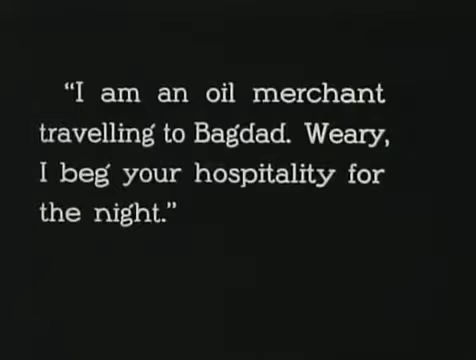 “I am an oil merchant
travelling to Bagdad. Weary,
I beg your hospitality for
the night.”